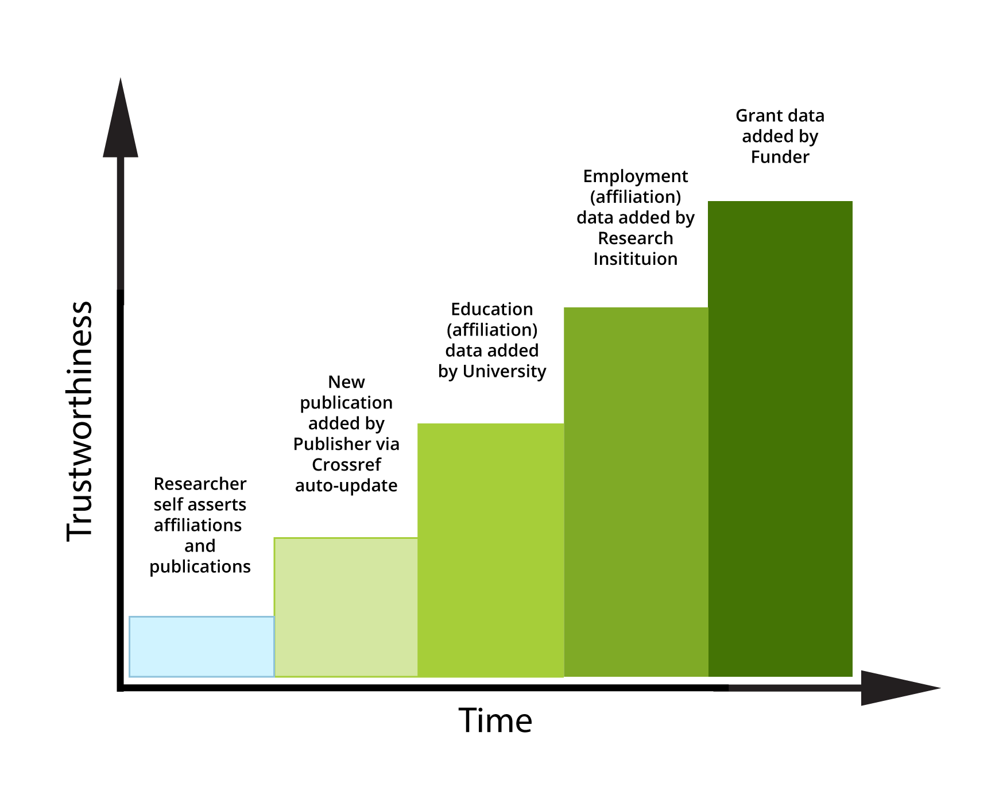 Grant data
added by
Funder
Employment
(affiliation)
data added by
Research
Insitituion
Education
(affiliation)
data added
by University
New
publication
added by
Publisher via
Crossref
auto-update
Researcher
self asserts
affiliations
and
publications
Trustworthiness
Time